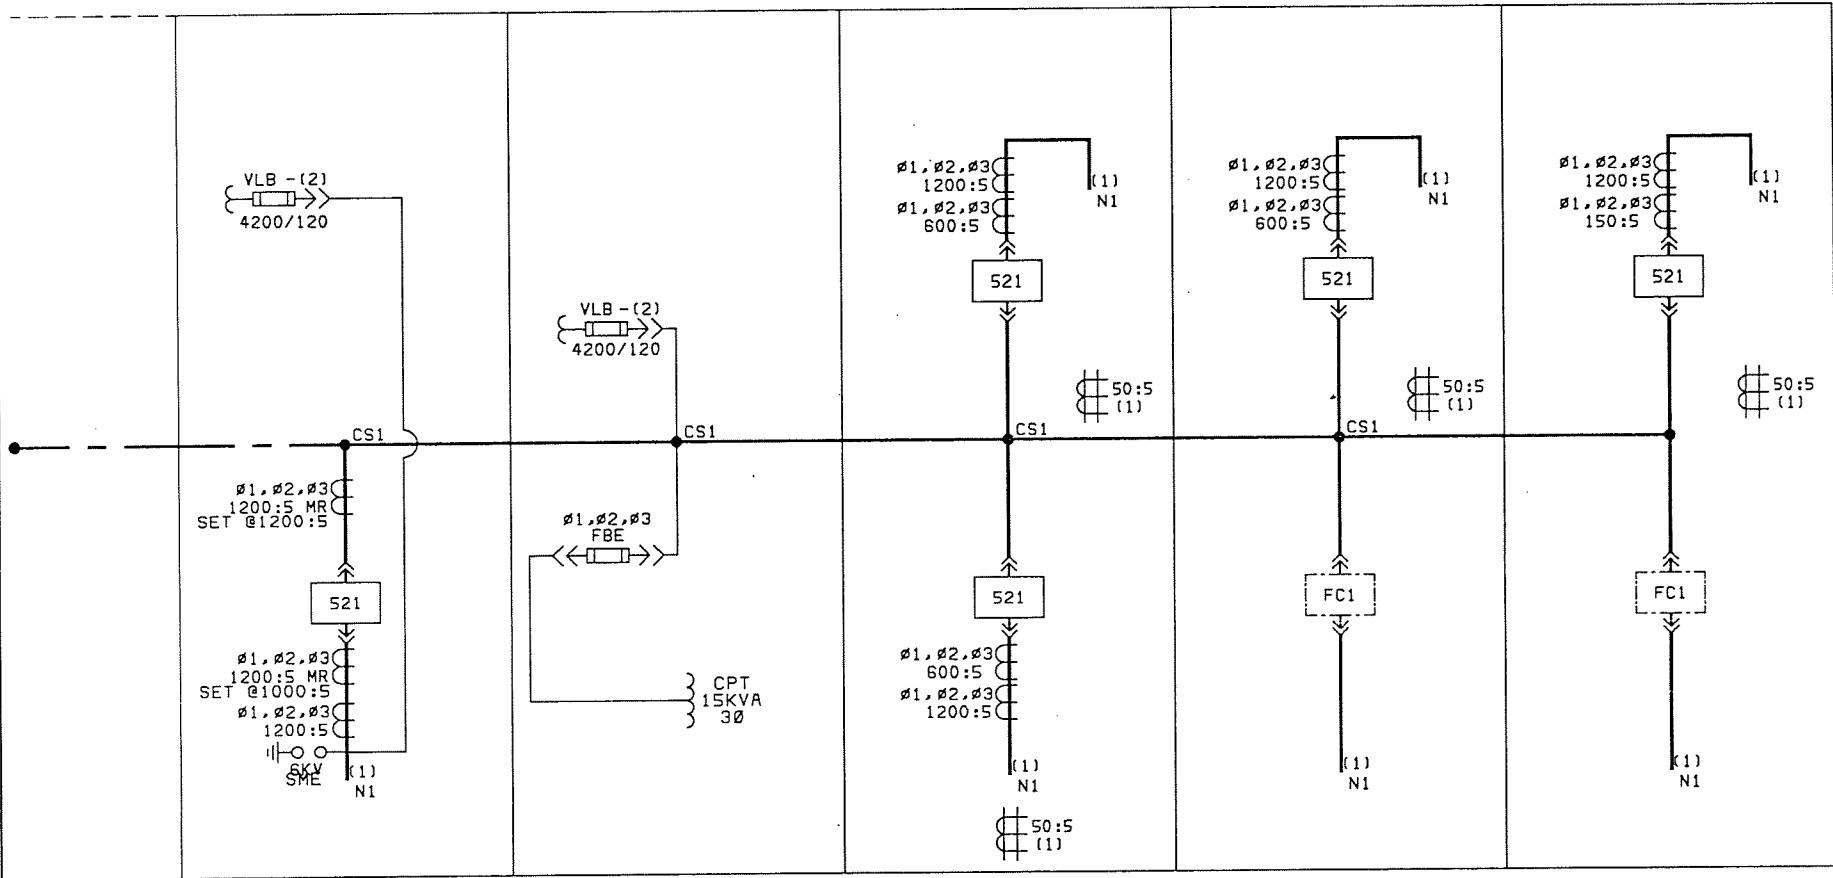 VLB -(2)
4200/120
CS1
Ø1,Ø2,Ø3
1200:5 MR
SET @1200:5
521
Ø1,Ø2,Ø3
1200:5 MR
SET @1000:5
Ø1,Ø2,Ø3
1200:5
6KV
SME
(1)
N1
VLB -(2)
4200/120
CS1
Ø1,Ø2,Ø3
FBE
CPT
15KVA
3Ø
Ø1,Ø2,Ø3
1200:5
Ø1,Ø2,Ø3
600:5
(1)
N1
521
50:5
(1)
CS1
521
Ø1,Ø2,Ø3
600:5
Ø1,Ø2,Ø3
1200:5
(1)
N1
50:5
(1)
Ø1,Ø2,Ø3
1200:5
Ø1,Ø2,Ø3
600:5
(1)
N1
521
50:5
(1)
CS1
FC1
(1)
N1
Ø1,Ø2,Ø3
1200:5
Ø1,Ø2,Ø3
150:5
(1)
N1
521
50:5
(1)
FC1
(1)
N1